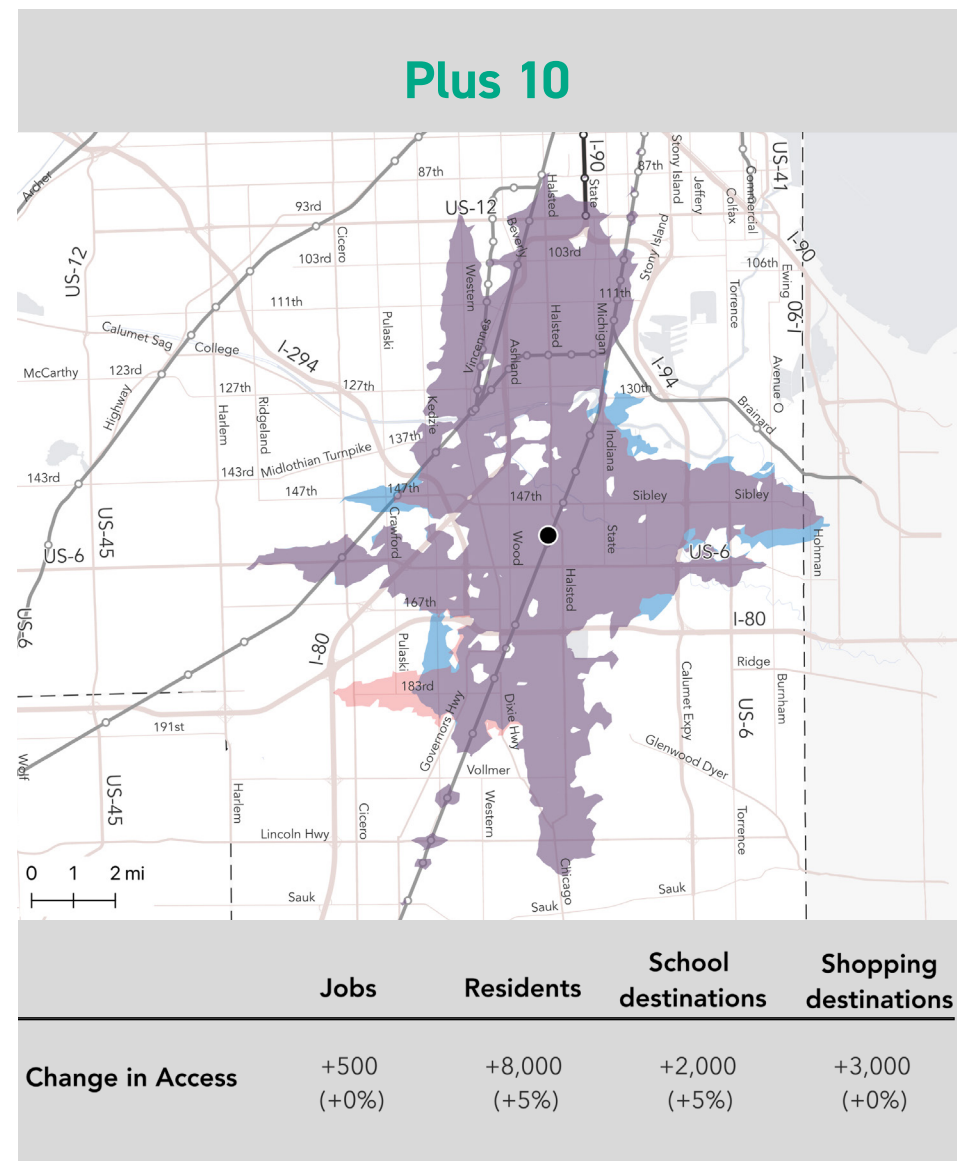 Plus 10
Archer
87th
I-90
State
87th
Stony Island
Jeffery
Colfax
Commercial
US-41
93rd
US-12
Halsted
Beverly
US-12
Cicero
103rd
103rd
Stony Island
106th
I-90
Ewing
I-90
Western
111th
111th
Torrence
Pulaski
Halsted
Michigan
Calumet Sag
College
I-294
Vincennes
Ashland
I-94
Avenue O
McCarthy
123rd
127th
127th
130th
Highway
Harlem
Ridgeland
Kedzie
Brainard
137th
Indiana
143rd
143rd
Midlothian Turnpike
147th
147th
147th
Sibley
Sibley
US-45
Crawford
Wood
State
Hohman
US-6
US-6
Halsted
167th
US-6
I-80
I-80
Pulaski
Ridge
183rd
Calumet Expy
Burnham
US-6
Governors Hwy
Dixie Hwy
191st
Glenwood Dyer
Wolf
Vollmer
US-45
Harlem
Cicero
Western
Torrence
Lincoln Hwy
Chicago
0 1 2 mi
Sauk
Sauk
Sauk
Jobs
Residents
School
destinations
Shopping
destinations
Change in Access
+500
(+0%)
+8,000
(+5%)
+2,000
(+5%)
+3,000
(+0%)